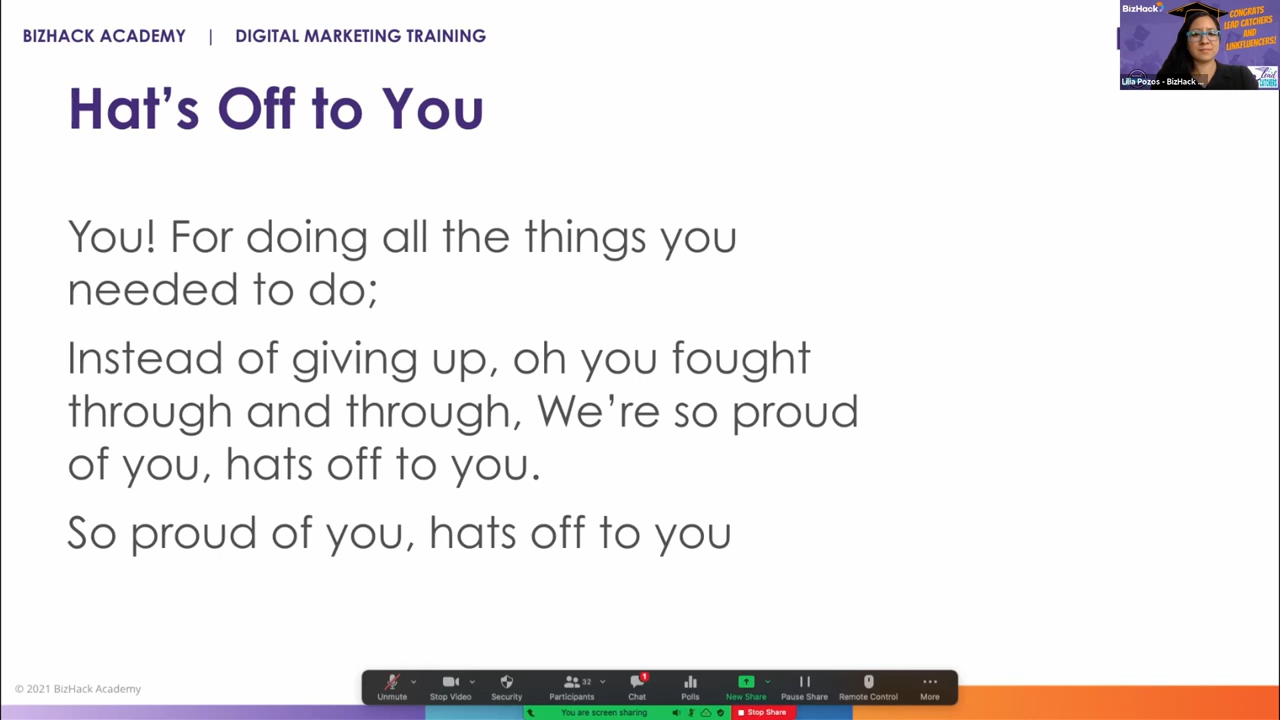 BIZHACK ACADEMY | DIGITAL MARKETING TRAINING
BizHack
CONGRATS
LEAD CATCHERS
AND
LINKFLUENCERS!
Lilia Pozos - BizHack ...
Hat's Off to You
You! For doing all the things you
needed to do;
Instead of giving up, oh you fought
through and through, We're so proud
of you, hats off to you.
So proud of you, hats off to you
© 2021 BizHack Academy
Unmute
Stop Video
Security
32
Participants
1
Chat
Polls
New Share
Pause Share
Remote Control
More
You are screen sharing
Stop Share